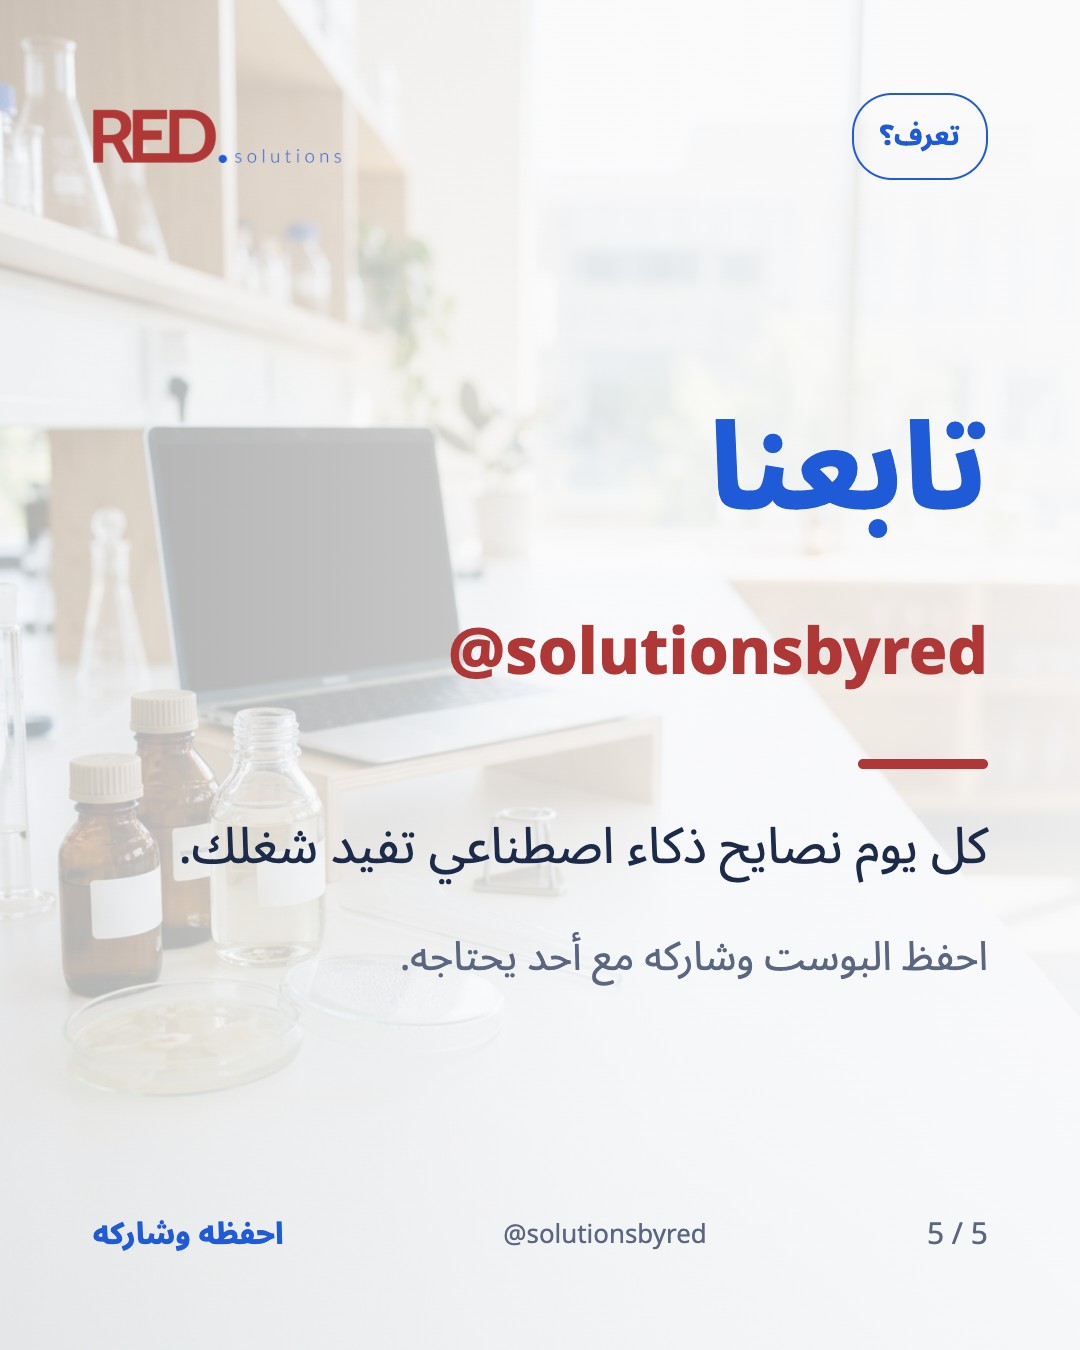 RED.solutions
تعرف؟
تابعنا
@solutionsbyred
كل يوم نصايح ذكاء اصطناعي تفيد شغلك.
احفظ البوست وشاركه مع أحد يحتاجه.
احفظه وشاركه
@solutionsbyred
5 / 5